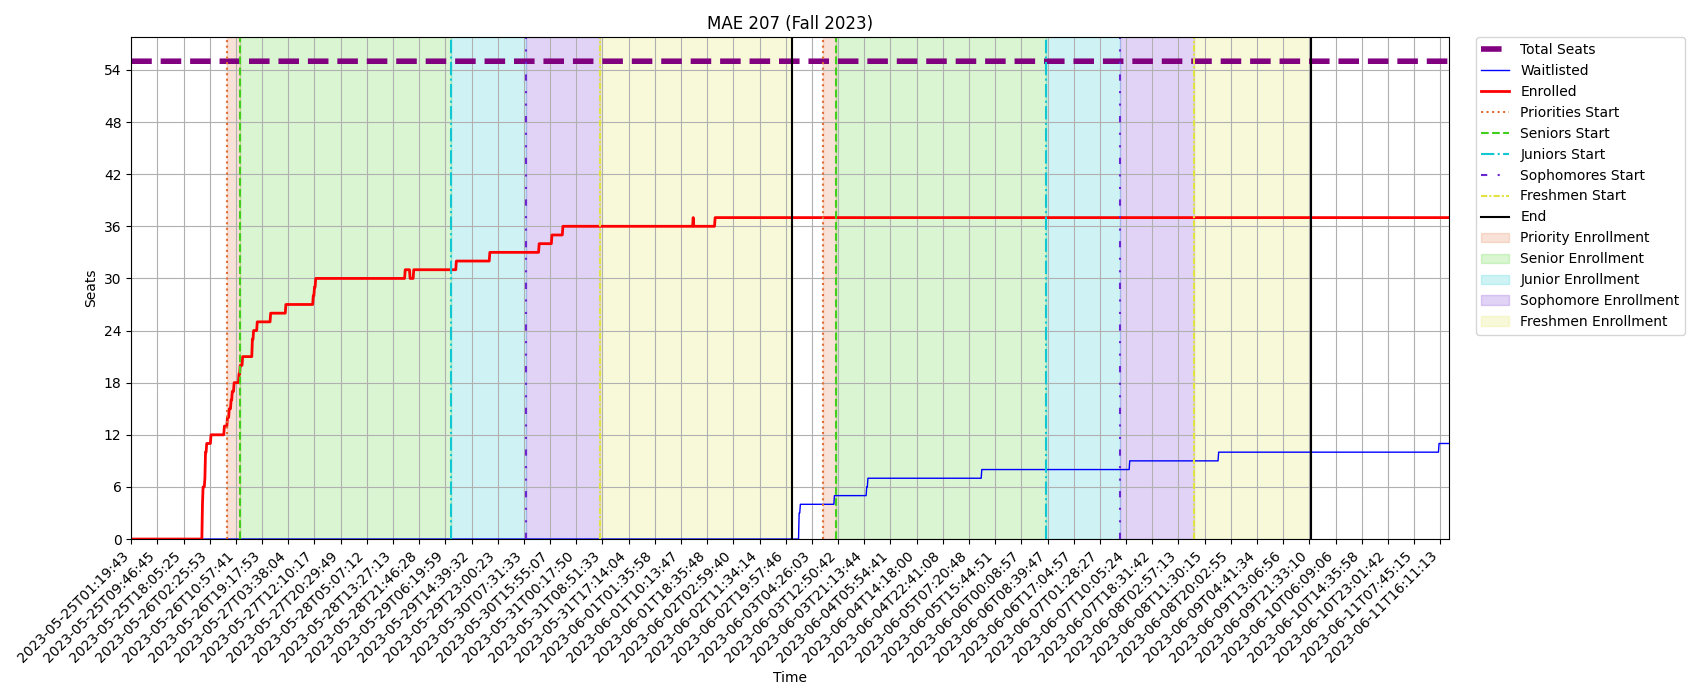 MAE 207 (Fall 2023)
Total Seats
Waitlisted
Enrolled
Priorities Start
Seniors Start
Juniors Start
Sophomores Start
Freshmen Start
End
Priority Enrollment
Senior Enrollment
Junior Enrollment
Sophomore Enrollment
Freshmen Enrollment
Seats
54
48
42
36
30
24
18
12
6
0
2023-05-25T01:19:43
2023-05-25T09:46:45
2023-05-25T18:05:25
2023-05-26T02:25:53
2023-05-26T10:57:41
2023-05-26T19:17:53
2023-05-27T03:38:04
2023-05-27T12:10:17
2023-05-27T20:29:49
2023-05-28T05:07:12
2023-05-28T13:27:13
2023-05-28T21:46:28
2023-05-29T06:19:59
2023-05-29T14:39:32
2023-05-29T23:00:23
2023-05-30T07:31:33
2023-05-30T15:55:07
2023-05-31T00:17:50
2023-05-31T08:51:33
2023-05-31T17:14:04
2023-06-01T01:35:58
2023-06-01T10:13:47
2023-06-01T18:35:48
2023-06-02T02:59:40
2023-06-02T11:34:14
2023-06-02T19:57:46
2023-06-03T04:26:03
2023-06-03T12:50:42
2023-06-03T21:13:44
2023-06-04T05:54:41
2023-06-04T14:18:00
2023-06-04T22:41:08
2023-06-05T07:20:48
2023-06-05T15:44:51
2023-06-06T00:08:57
2023-06-06T08:39:47
2023-06-06T17:04:57
2023-06-07T01:28:27
2023-06-07T10:05:24
2023-06-07T18:31:42
2023-06-08T02:57:13
2023-06-08T11:30:15
2023-06-08T20:02:55
2023-06-09T04:41:34
2023-06-09T13:06:56
2023-06-09T21:33:10
2023-06-10T06:09:06
2023-06-10T14:35:58
2023-06-10T23:01:42
2023-06-11T07:45:15
2023-06-11T16:11:13
Time